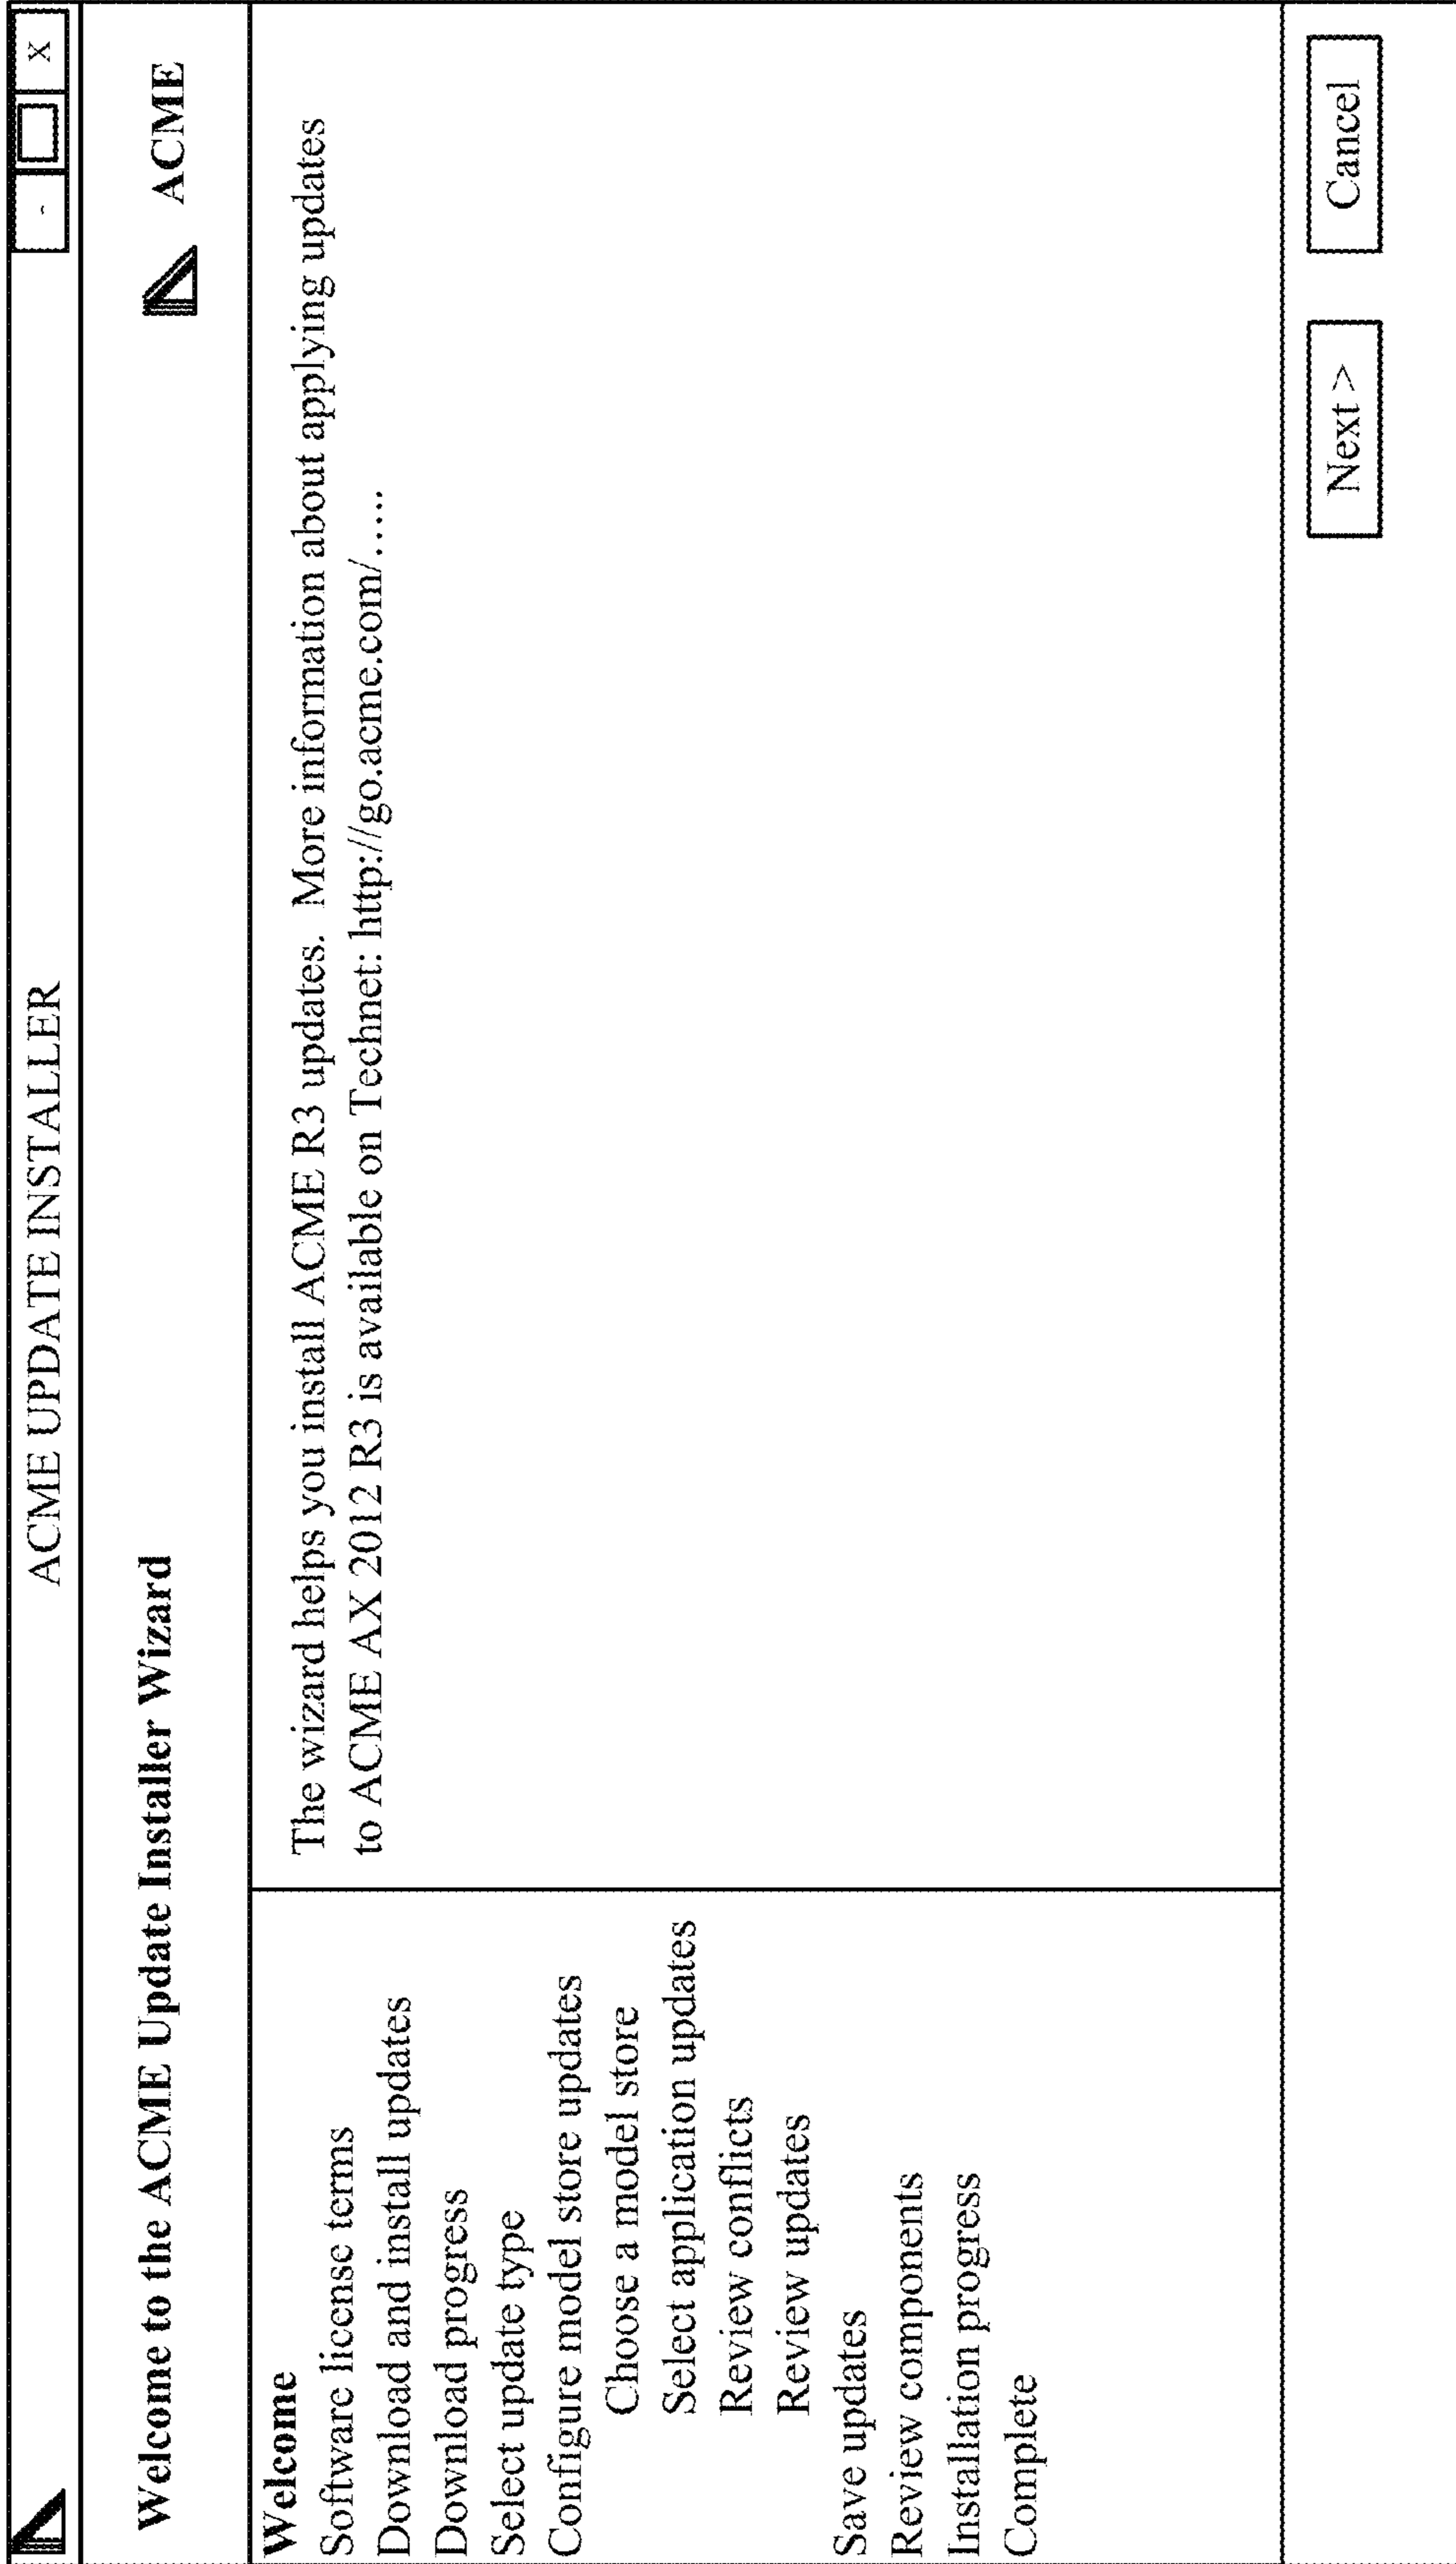 ACME UPDATE INSTALLER
- X
Welcome to the ACME Update Installer Wizard
ACME
Welcome
Software license terms
Download and install updates
Download progress
Select update type
Configure model store updates
Choose a model store
Select application updates
Review conflicts
Review updates
Save updates
Review components
Installation progress
Complete
The wizard helps you install ACME R3 updates. More information about applying updates
to ACME AX 2012 R3 is available on Technet: http://go.acme.com/.....
Next >
Cancel